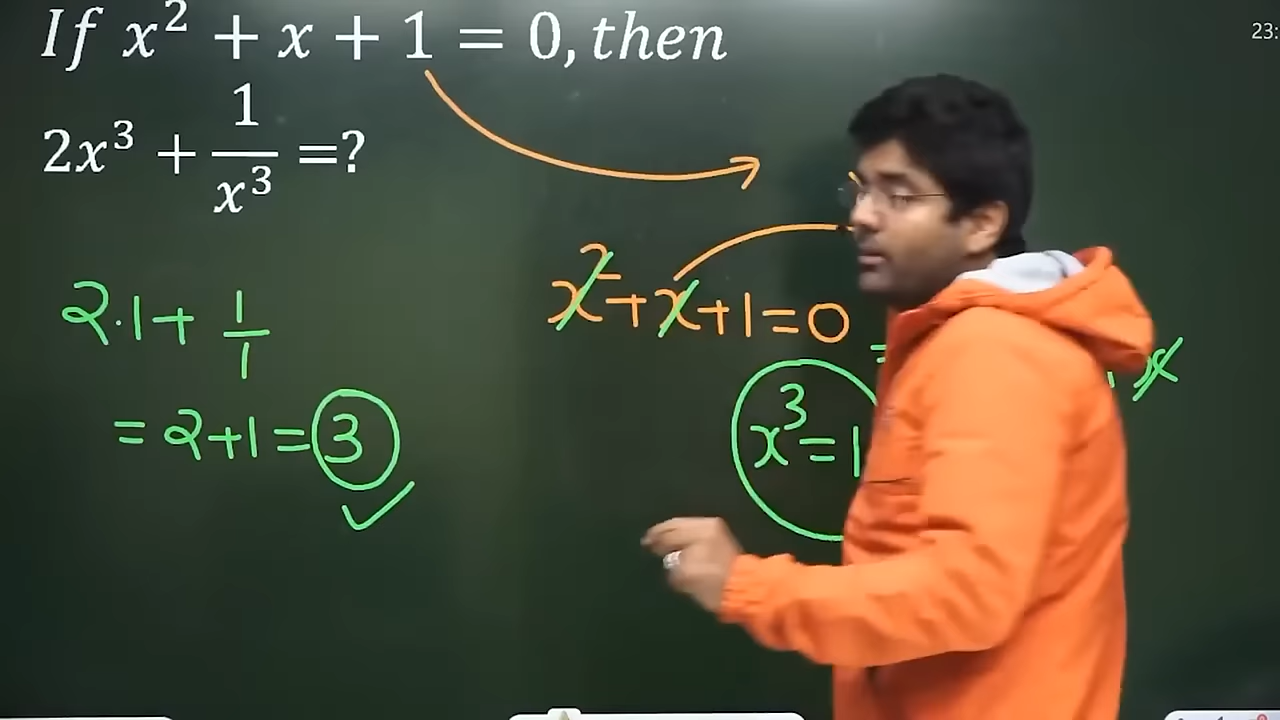 If x² + x + 1 = 0, then
23:
2x³ + 1/x³ =?
2·1 + 1/1
= 2+1 = 3
x² + x + 1 = 0
x³ = 1
x